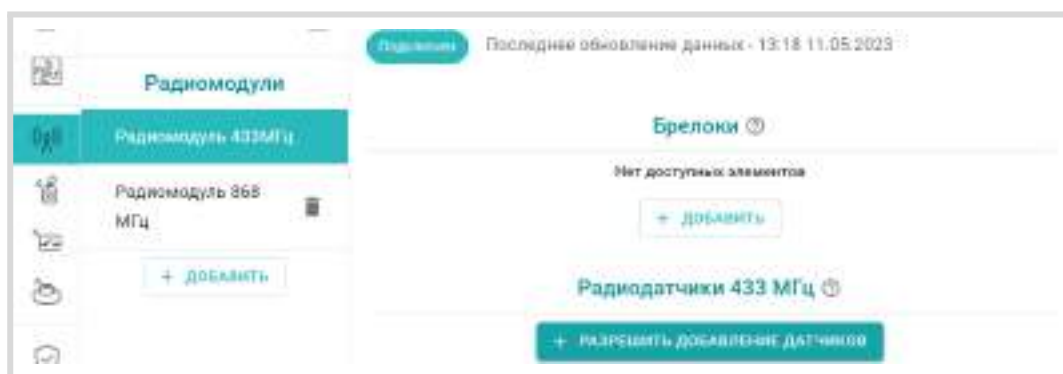 Подключен Последнее обновление данных - 13:18 11.05.2023
Радиомодули
Радиомодуль 433МГц
Радиомодуль 868
МГц
+ ДОБАВИТЬ
Брелоки
Нет доступных элементов
+ ДОБАВИТЬ
Радиодатчики 433 МГц
+ РАЗРЕШИТЬ ДОБАВЛЕНИЕ ДАТЧИКОВ